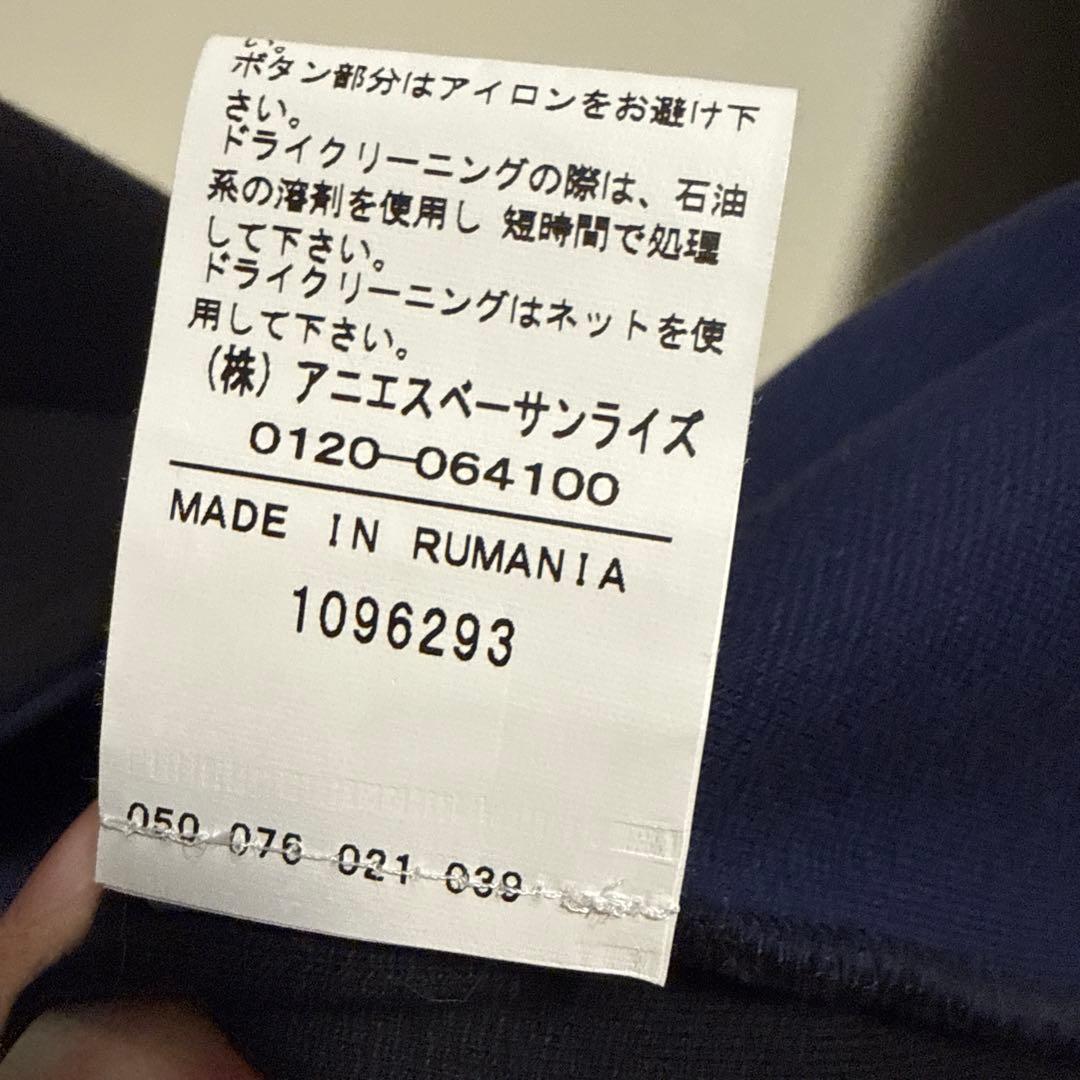 い。
ボタン部分はアイロンをお避け下
さい。
ドライクリーニングの際は、石油
系の溶剤を使用し 短時間で処理
して下さい。
ドライクリーニングはネットを使
用して下さい。
(株) アニエスベーサンライズ
0120-064100
MADE IN RUMANIA
1096293
050 076 021 039